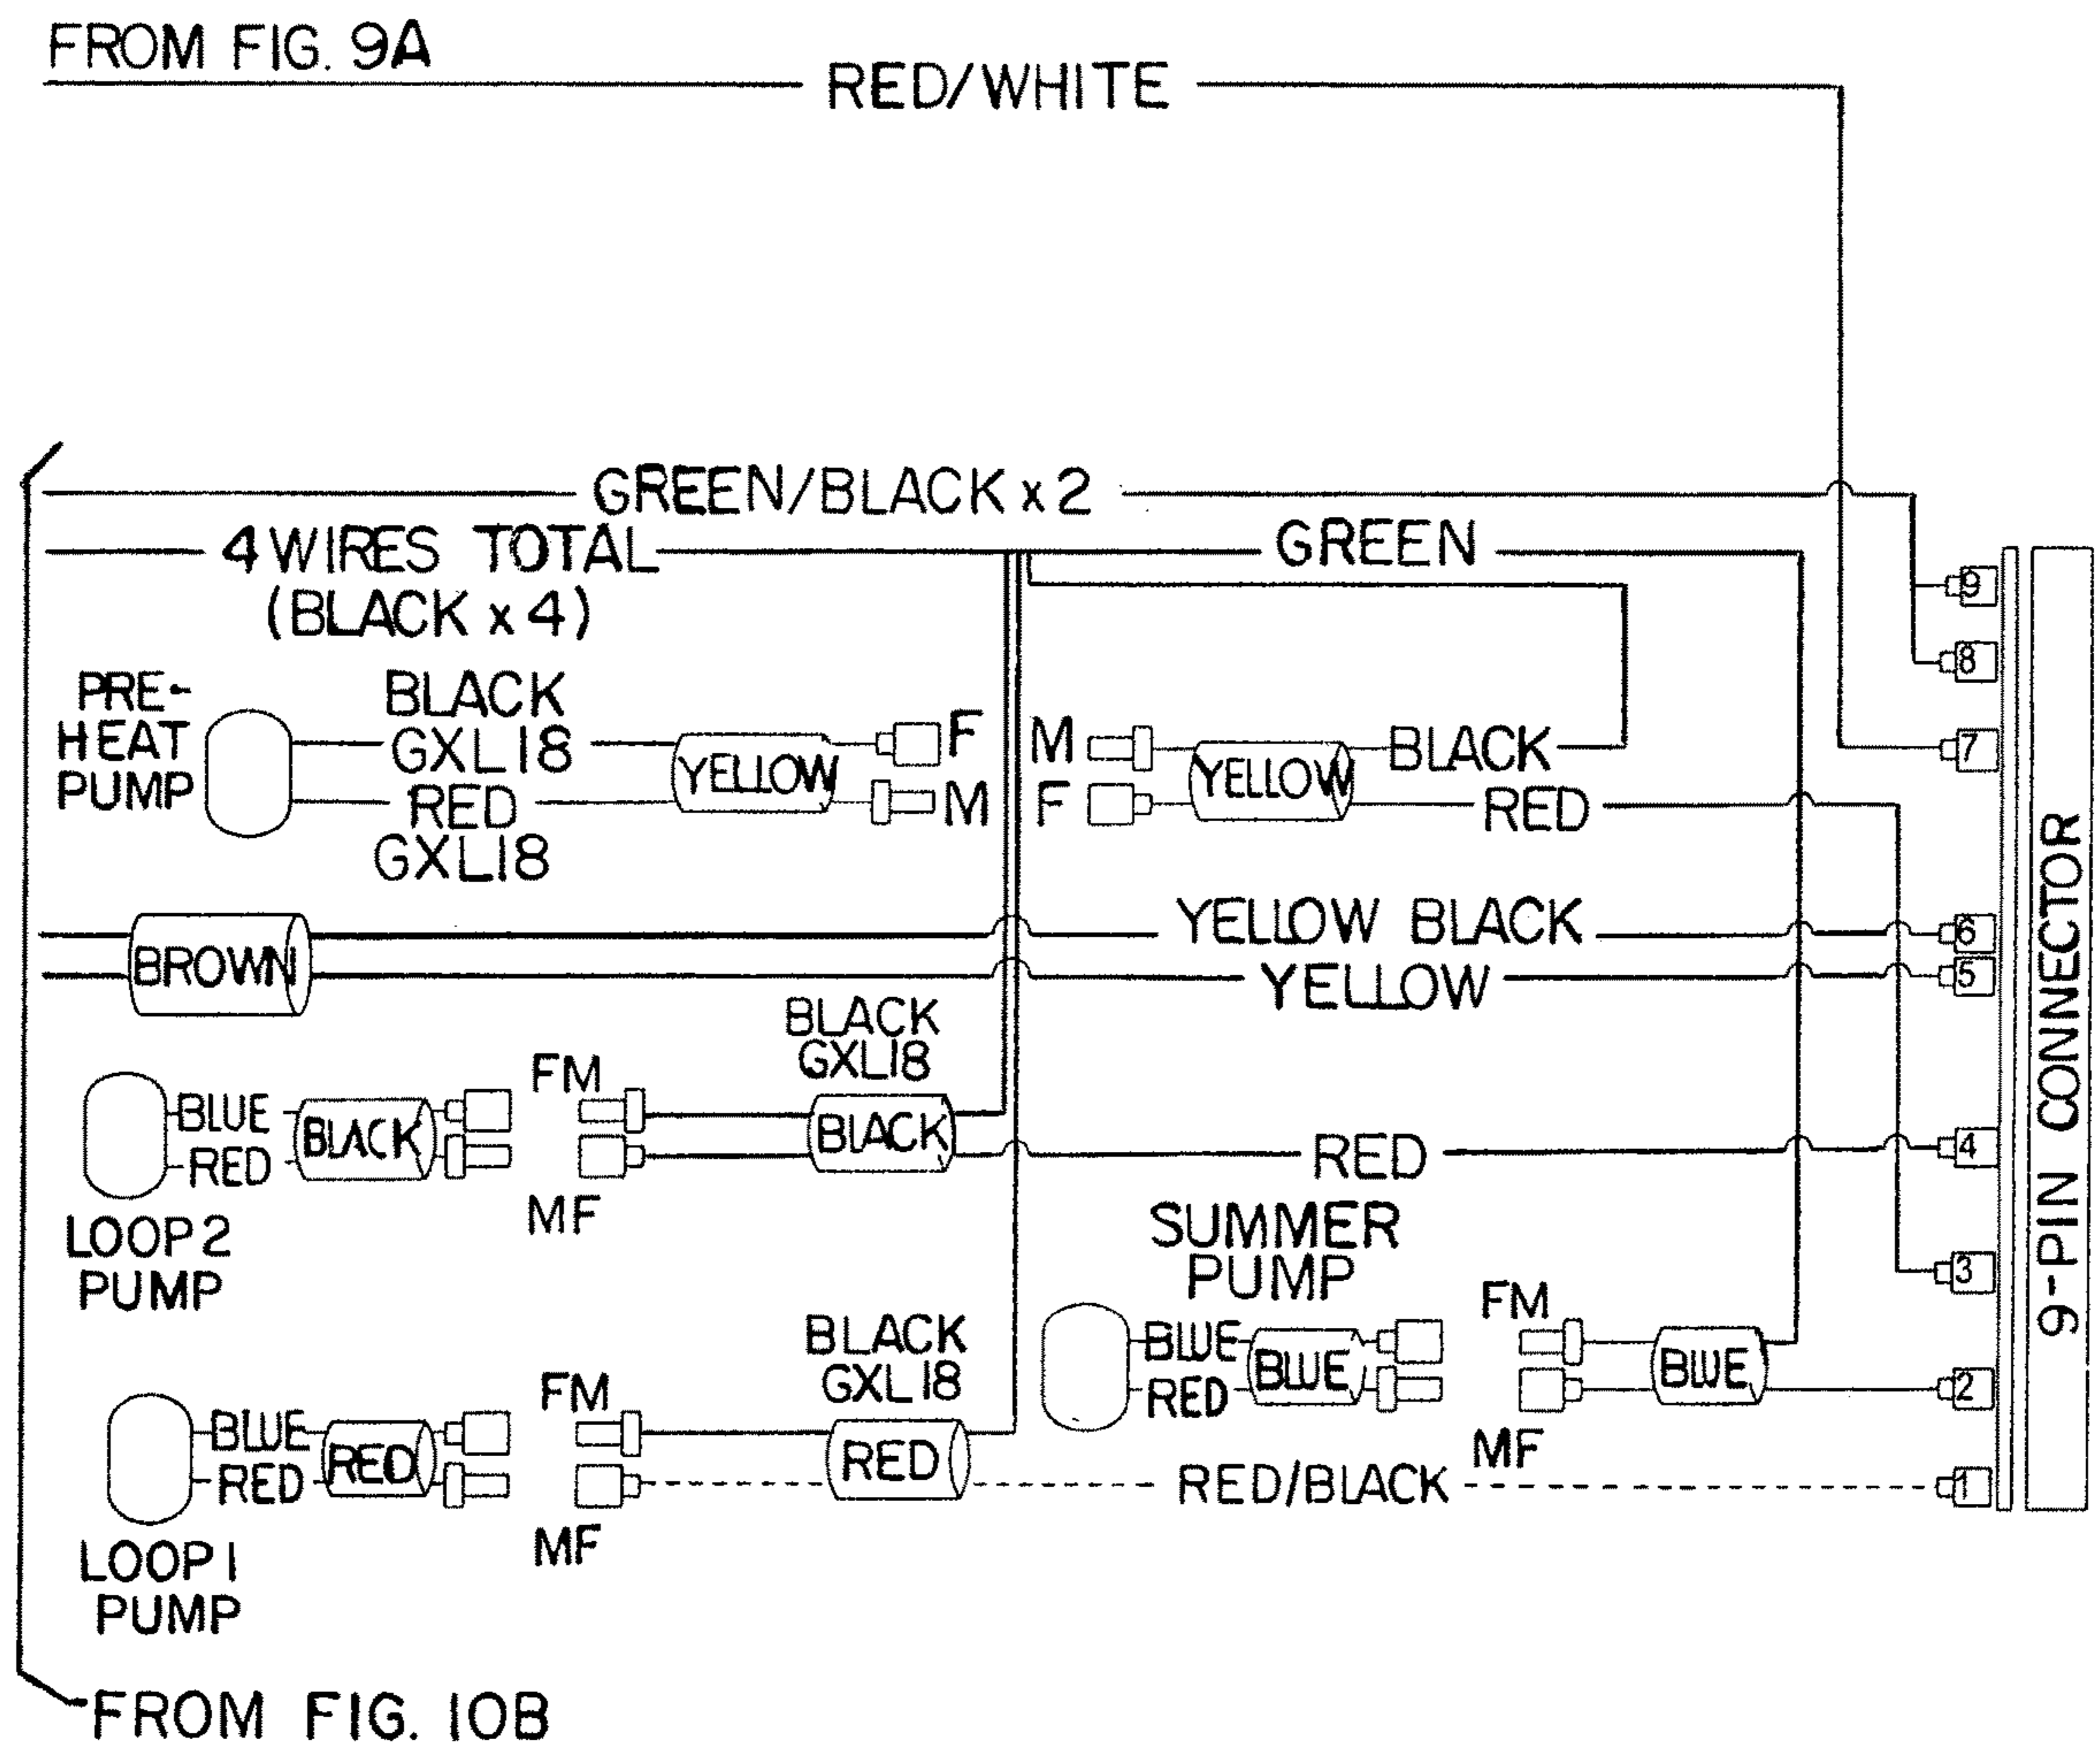 FROM FIG. 9A
RED/WHITE
GREEN/BLACK x 2
4 WIRES TOTAL
(BLACK x 4)
GREEN
9
8
7
PRE-
HEAT
PUMP
BLACK
GXL18
RED
GXL18
YELLOW
F
M
M
F
YELLOW
BLACK
RED
BROWN
YELLOW BLACK
6
YELLOW
5
BLUE
RED
BLACK
FM
MF
BLACK
GXL18
BLACK
RED
4
LOOP 2
PUMP
3
SUMMER
PUMP
BLUE
RED
BLUE
FM
MF
BLUE
2
BLUE
RED
RED
FM
MF
BLACK
GXL18
RED
RED/BLACK
1
LOOP 1
PUMP
9-PIN CONNECTOR
FROM FIG. 10B